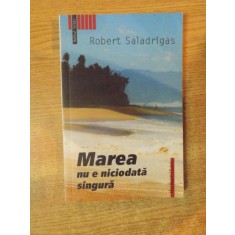 Robert Saladrigas
Marea
nu e niciodată
singură